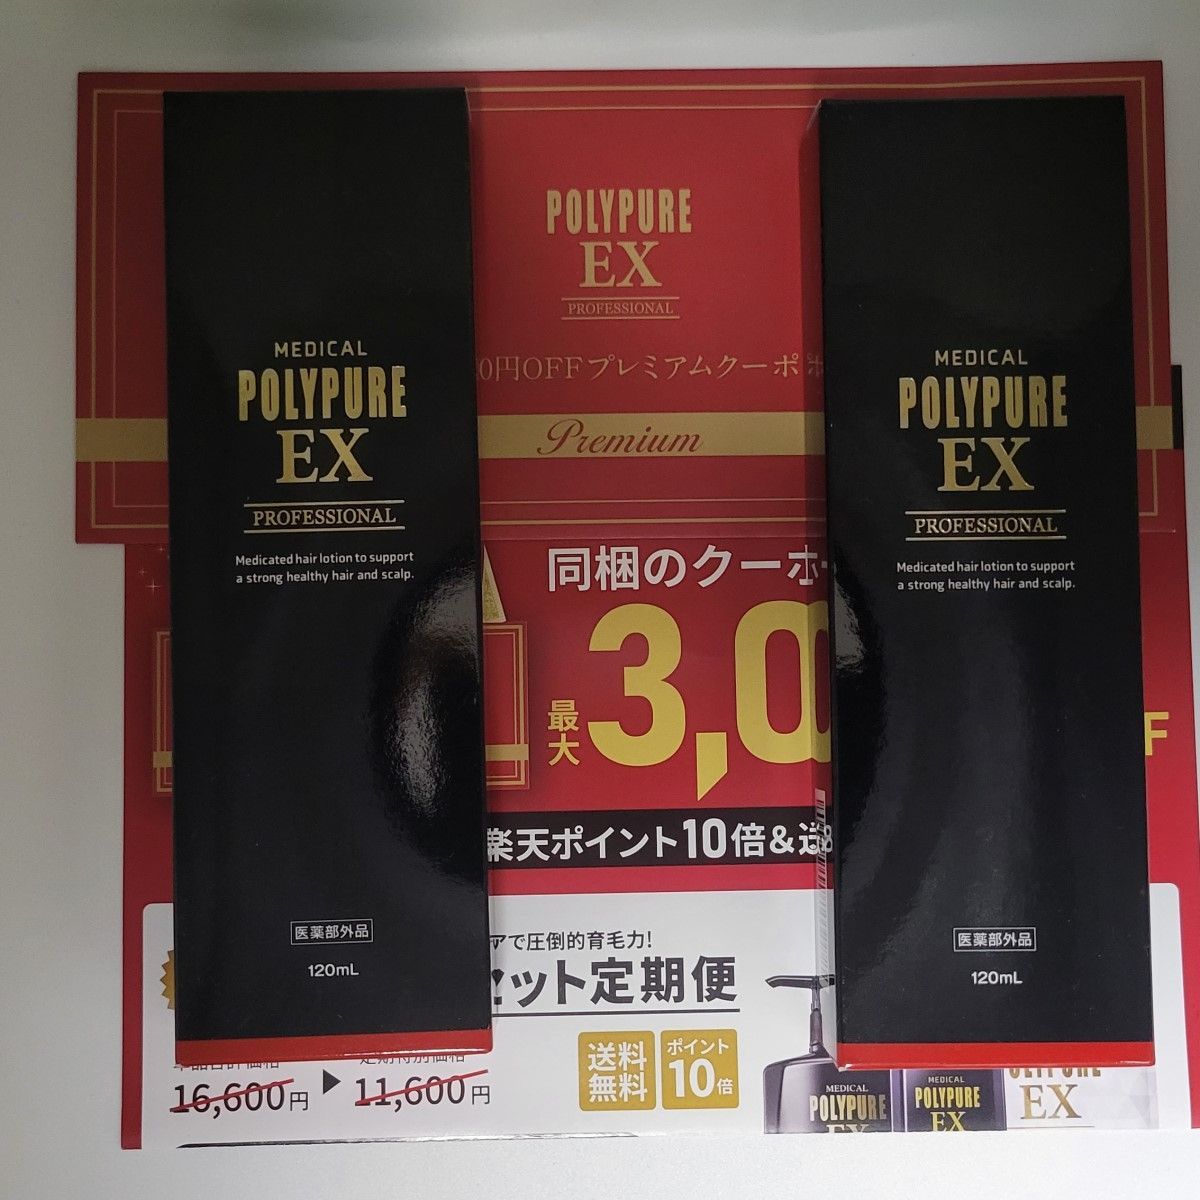 POLYPURE
EX
PROFESSIONAL
0円OFFプレミアムクーポ
Premium
MEDICAL
POLYPURE
EX
PROFESSIONAL
Medicated hair lotion to support
a strong healthy hair and scalp.
医薬部外品
120mL
MEDICAL
POLYPURE
EX
PROFESSIONAL
Medicated hair lotion to support
a strong healthy hair and scalp.
医薬部外品
120mL
同梱のクーポ
最大
3,0
F
楽天ポイント10倍&送
アで圧倒的育毛力!
ット定期便
送料無料
ポイント10倍
16,600円
11,600円
MEDICAL
POLYPURE
EX
MEDICAL
POLYPURE
EX
POLYPURE
EX